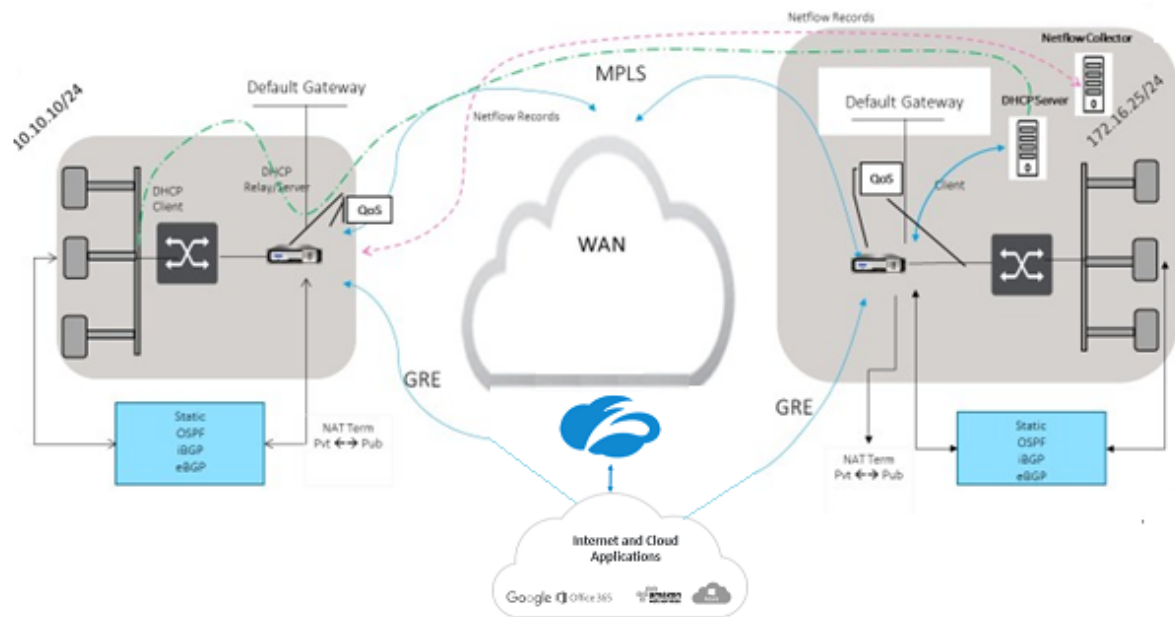 Netflow Records
Netflow Collector
MPLS
Default Gateway
Default Gateway
DHCP Server
10.10.10/24
172.16.25/24
Netflow Records
DHCP
Relay/Server
DHCP
Client
QoS
QoS
Client
WAN
GRE
GRE
Static
OSPF
iBGP
eBGP
NAT Term
Pvt ←→ Pub
NAT Term
Pvt ←→ Pub
Static
OSPF
iBGP
eBGP
Internet and Cloud
Applications
Google
Office 365
amazon